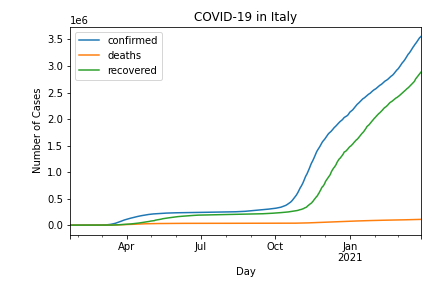 COVID-19 in Italy
1e6
confirmed
deaths
recovered
3.5
3.0
2.5
2.0
1.5
1.0
0.5
0.0
Number of Cases
Apr
Jul
Oct
Jan
2021
Day